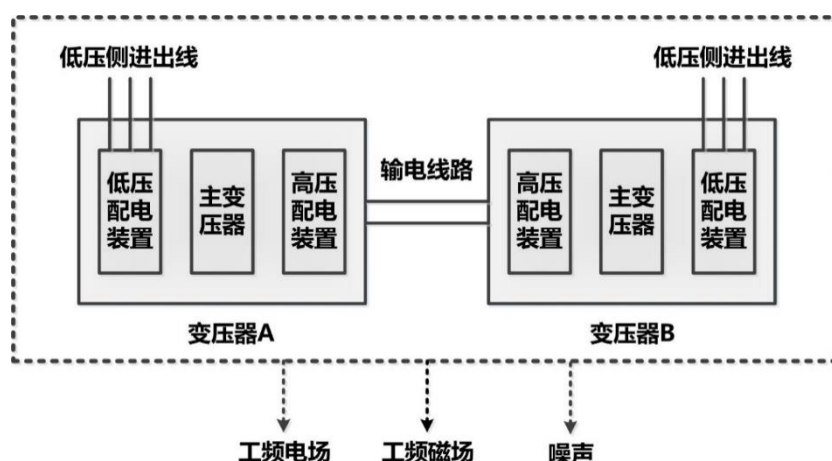 低压侧进出线
低压侧进出线
低压
配电
装置
主变
压器
高压
配电
装置
输电线路
高压
配电
装置
主变
压器
低压
配电
装置
变压器A
变压器B
工频电场
工频磁场
噪声